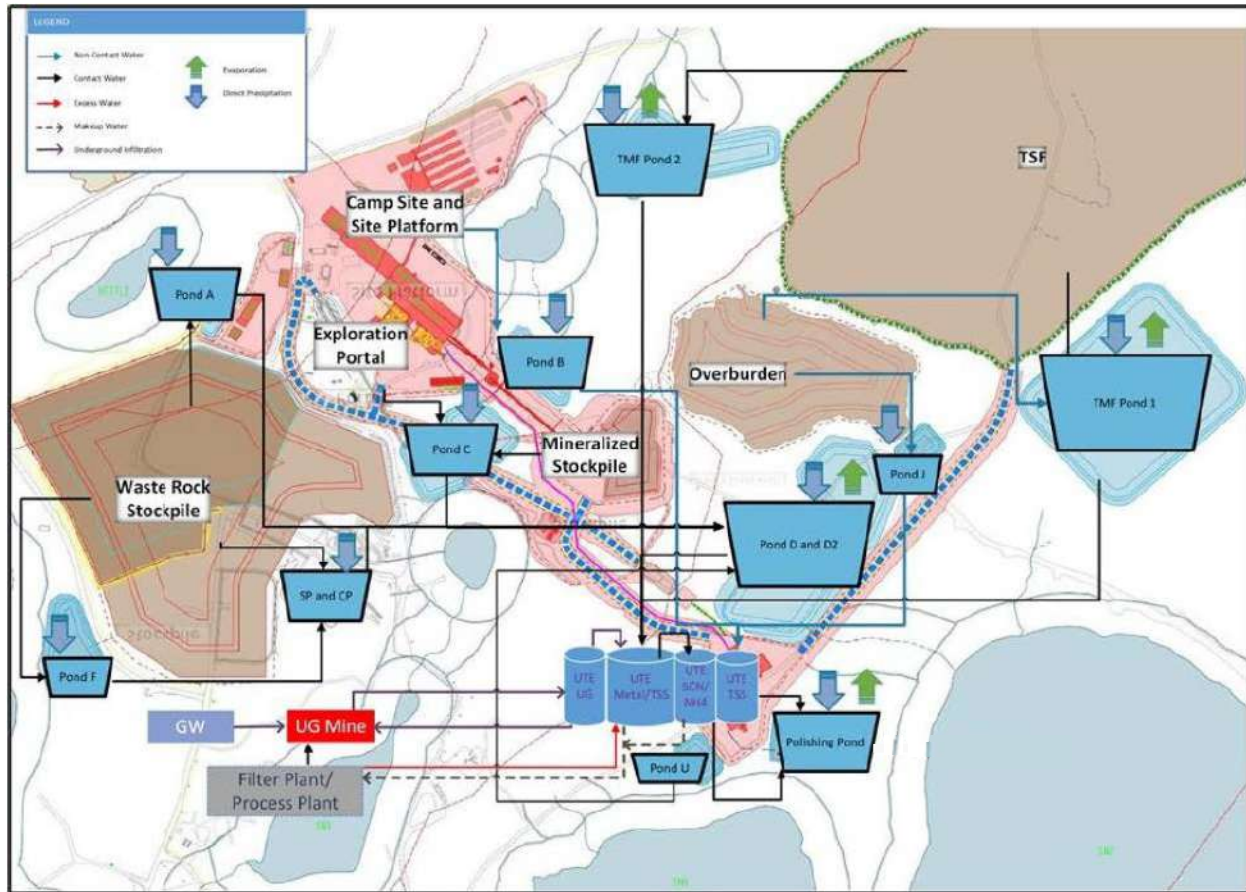 LEGEND
Non-Contact Water
Contact Water
Excess Water
Makeup Water
Underground Infiltration
Evaporation
Direct Precipitation
TMF Pond 2
TSF
Camp Site and
Site Platform
Pond A
Exploration
Portal
Pond B
Overburden
TMF Pond 1
Pond C
Mineralized
Stockpile
Pond J
Waste Rock
Stockpile
Pond D and D2
SP and CP
Pond F
UTE
UG
UTE
Metal/TSS
UTE
SCN/
NH4
UTE
TSS
GW
UG Mine
Polishing Pond
Pond U
Filter Plant/
Process Plant